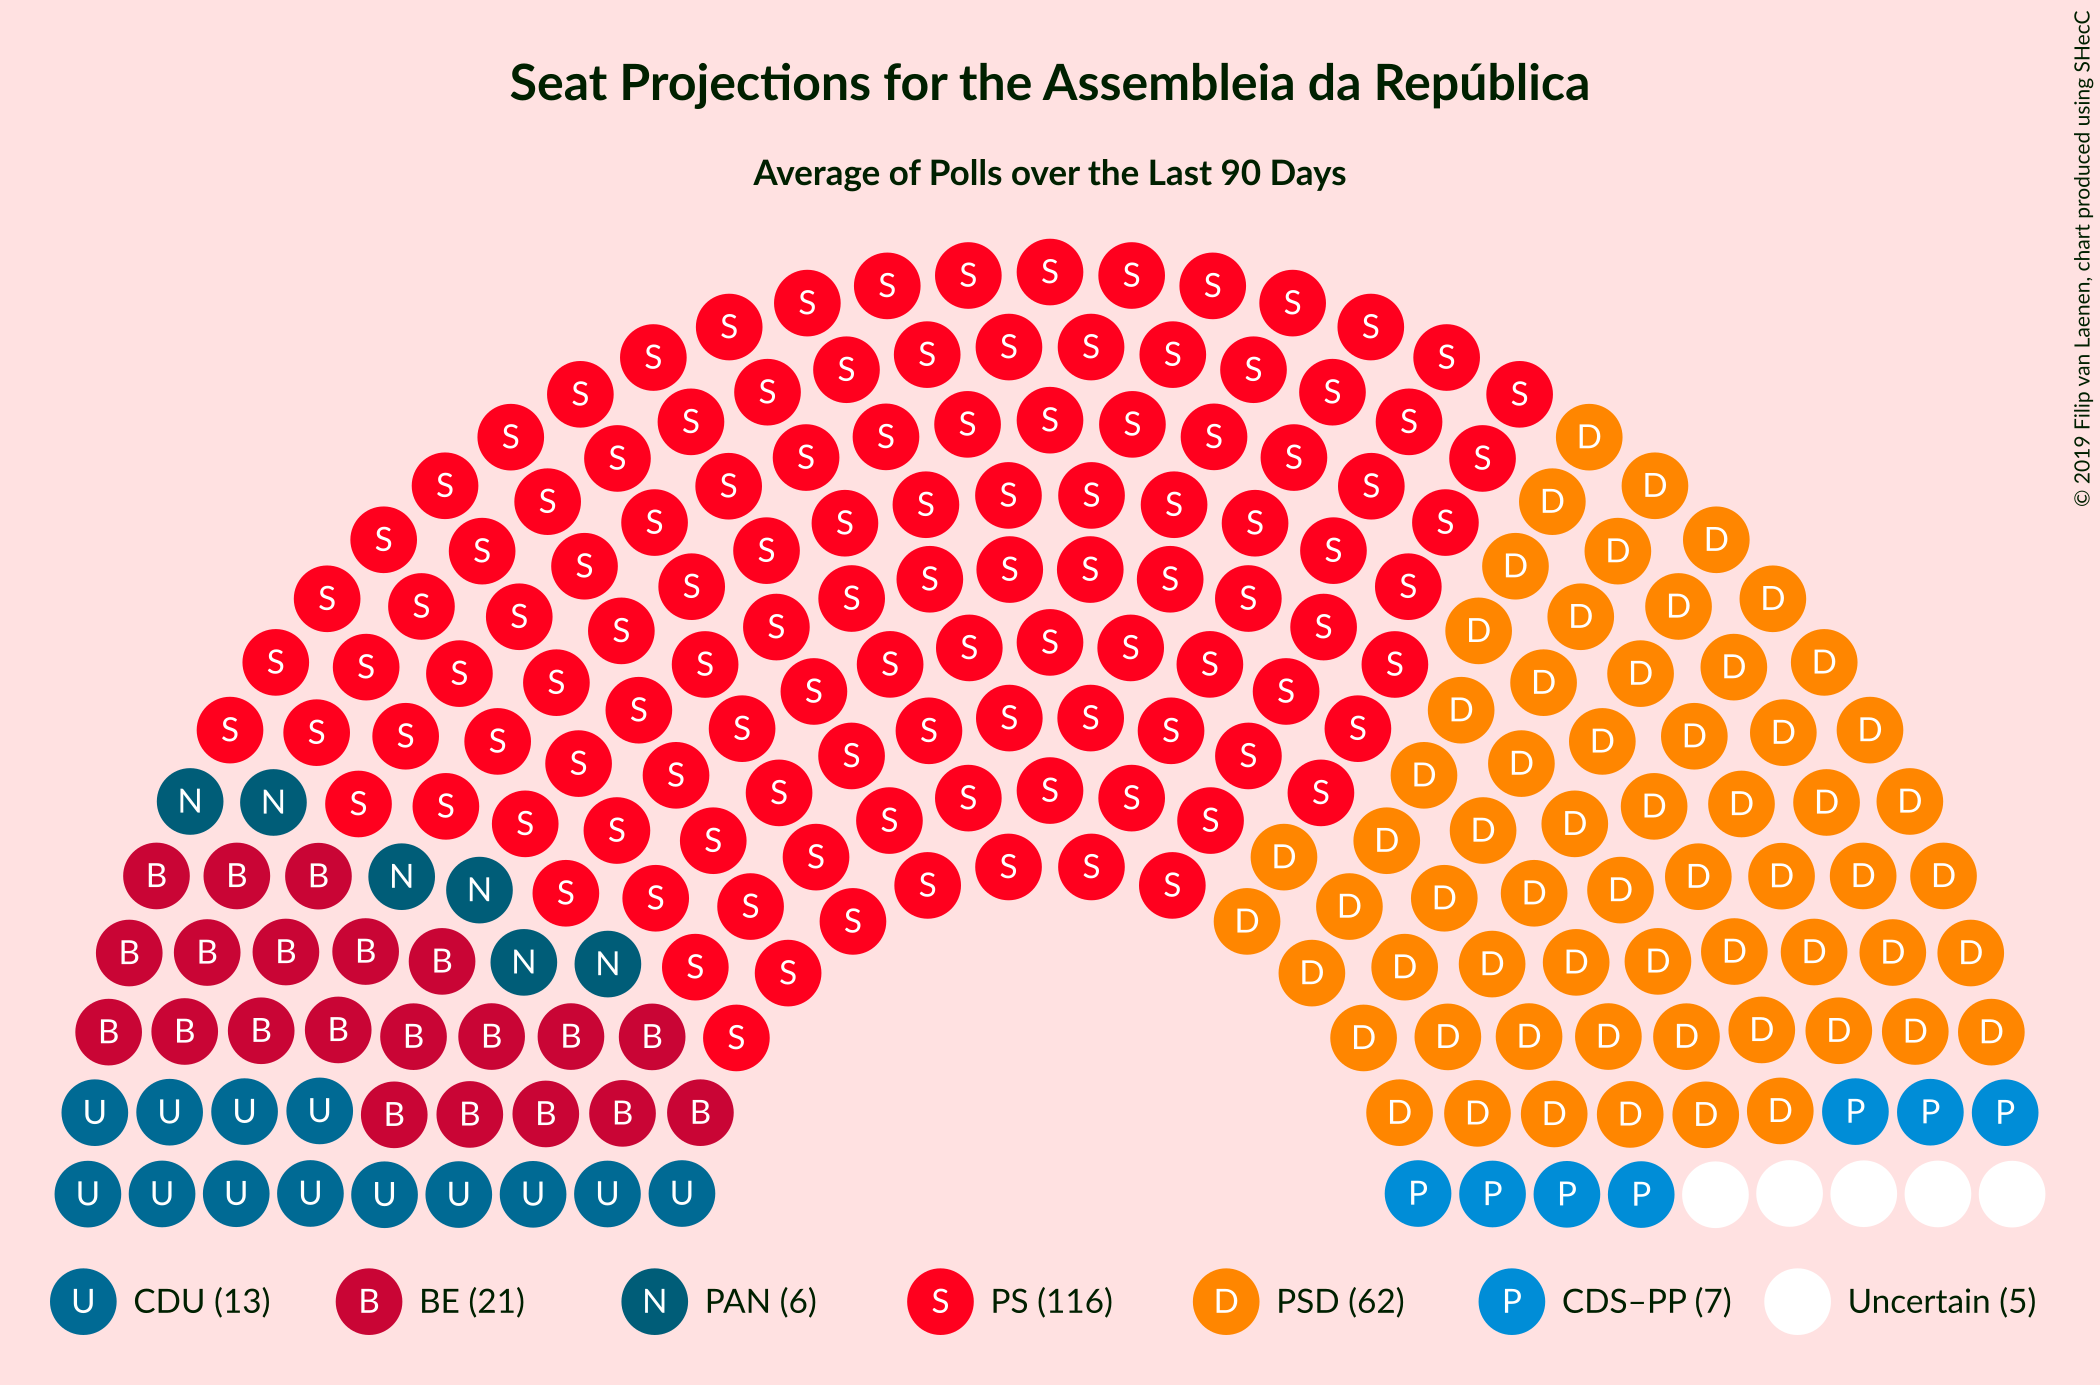 Seat Projections for the Assembleia da República
Average of Polls over the Last 90 Days
© 2019 Filip van Laenen, chart produced using SHecC
S S S S S S S S S S S S S S S S S S S S S S S S S S S S S S S S S S S S S S S S S S S S S S S S S S S S S S S S S S S S S S S S S S S S S S S S S S S S S S S S S S S S S S S S S S S S S S S S S S S S S S S S S S S S S S S S S S S S
D D D D D D D D D D D D D D D D D D D D D D D D D D D D D D D D D D D D D D D D D D D D D D D D D D D D D D D D D D D D D D
N N N N N N
B B B B B B B B B B B B B B B B B B B B B
U U U U U U U U U U U U U
P P P P P P P
U CDU (13) B BE (21) N PAN (6) S PS (116) D PSD (62) P CDS–PP (7) Uncertain (5)